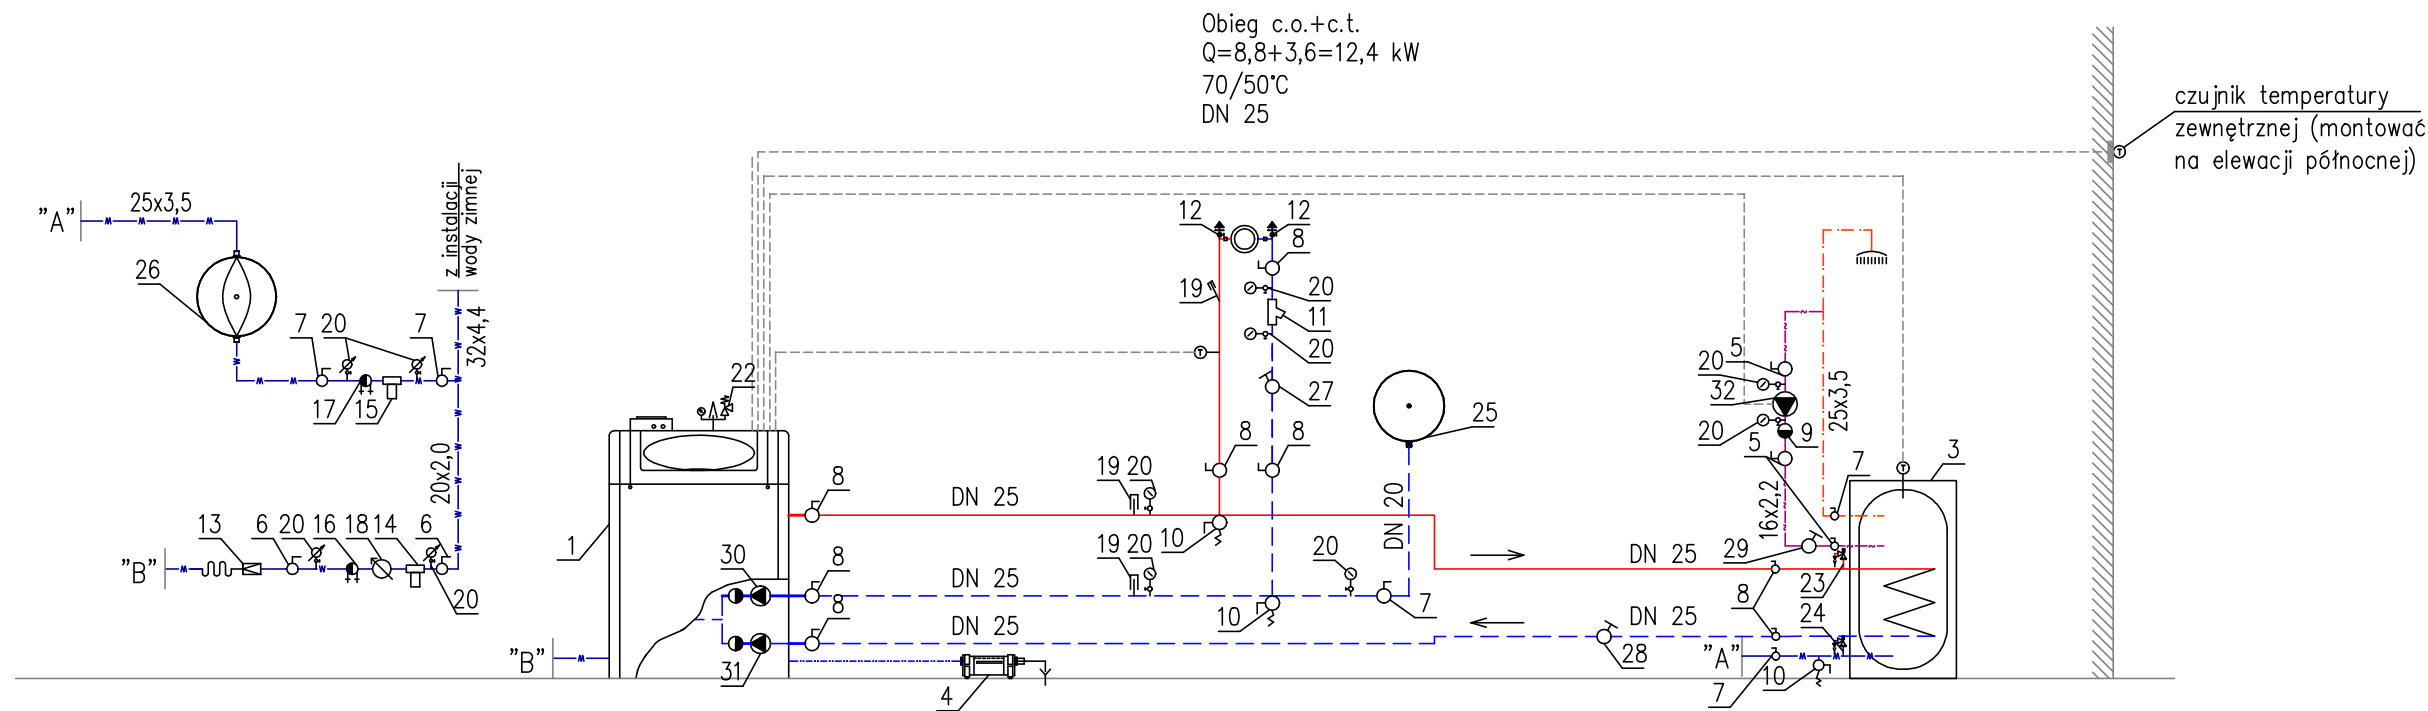 Obieg c.o.+c.t.
Q=8,8+3,6=12,4 kW
70/50°C
DN 25
czujnik temperatury
zewnętrznej (montować
na elewacji północnej)
z instalacji
wody zimnej
"A"
25x3,5
26
7
20
7
32x4,4
17
15
20x2,0
13
6
20
16
18
14
6
"B"
20
12
12
8
19
20
11
20
27
22
8
8
25
5
20
32
25x3,5
20
9
5
7
3
16x2,2
8
DN 25
19
20
DN 20
10
1
30
8
DN 25
19
20
20
29
DN 25
23
8
24
10
7
8
DN 25
DN 25
31
"B"
4
28
"A"
10
7